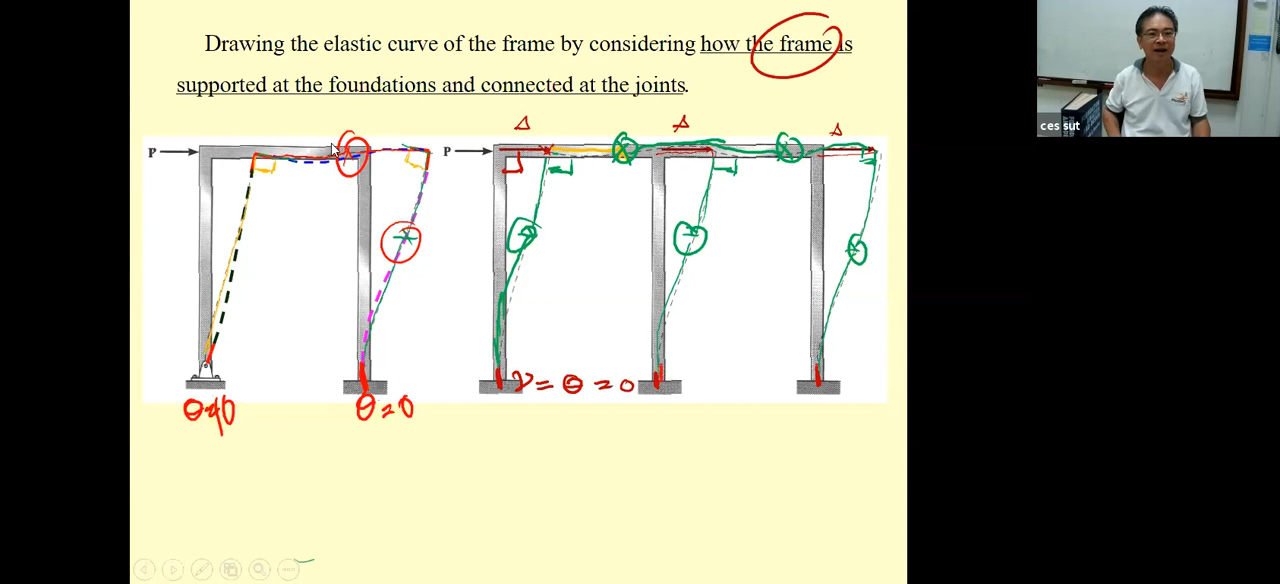 Drawing the elastic curve of the frame by considering how the frame is
supported at the foundations and connected at the joints.
ces sut
Δ Δ Δ
P P
θ≠0 θ=0 ν=θ=0